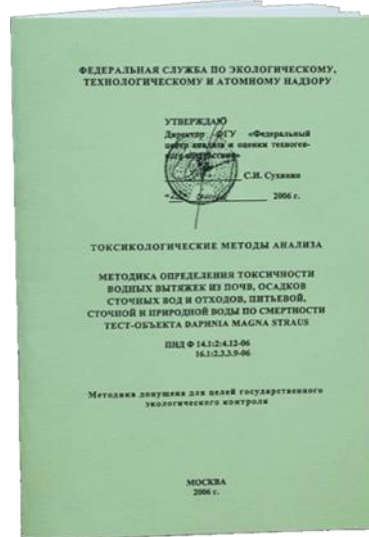 ФЕДЕРАЛЬНАЯ СЛУЖБА ПО ЭКОЛОГИЧЕСКОМУ,
ТЕХНОЛОГИЧЕСКОМУ И АТОМНОМУ НАДЗОРУ
УТВЕРЖДАЮ
Директор ФГУ «Федеральный
центр анализа и оценки техноген-
ного воздействия»
С.И. Сухинин
2006 г.
ТОКСИКОЛОГИЧЕСКИЕ МЕТОДЫ АНАЛИЗА
МЕТОДИКА ОПРЕДЕЛЕНИЯ ТОКСИЧНОСТИ
ВОДНЫХ ВЫТЯЖЕК ИЗ ПОЧВ, ОСАДКОВ
СТОЧНЫХ ВОД И ОТХОДОВ, ПИТЬЕВОЙ,
СТОЧНОЙ И ПРИРОДНОЙ ВОДЫ ПО СМЕРТНОСТИ
ТЕСТ-ОБЪЕКТА DAPHNIA MAGNA STRAUS
ПНД Ф 14.1:2:4.12-06
16.1:2.3.3.9-06
Методика допущена для целей государственного
экологического контроля
МОСКВА
2006 г.